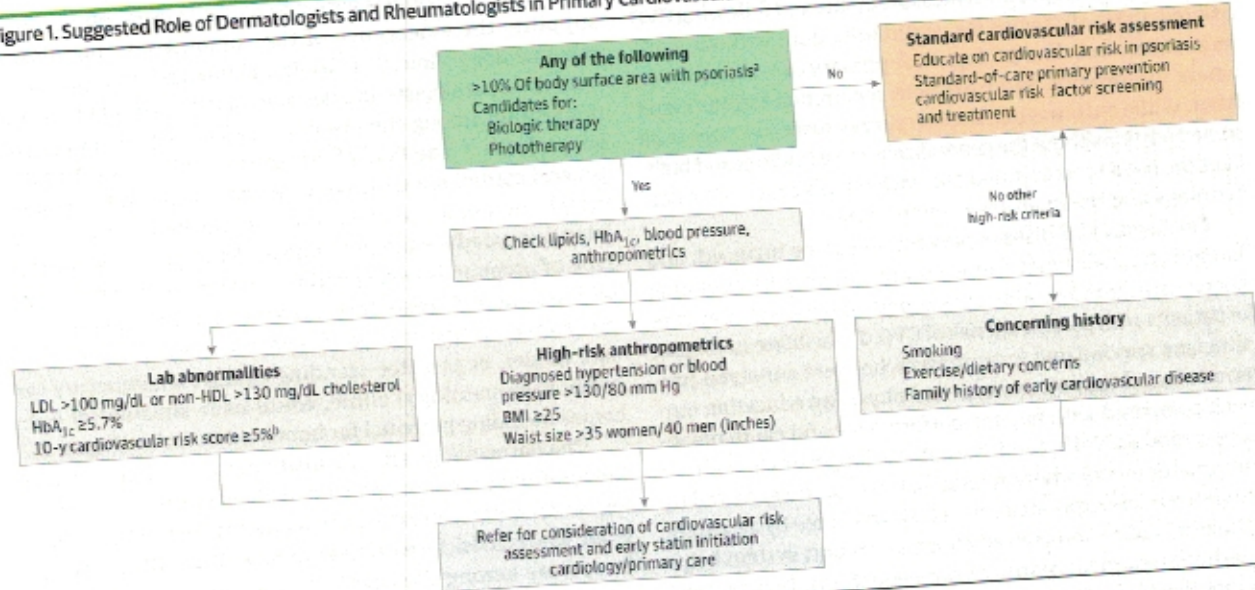 igure 1. Suggested Role of Dermatologists and Rheumatologists in Primary
Any of the following
>10% Of body surface area with psoriasisᵃ
Candidates for:
Biologic therapy
Phototherapy
No
Standard cardiovascular risk assessment
Educate on cardiovascular risk in psoriasis
Standard-of-care primary prevention
cardiovascular risk factor screening
and treatment
Yes
No other
high-risk criteria
Check lipids, HbA1c, blood pressure,
anthropometrics
Lab abnormalities
LDL >100 mg/dL or non-HDL >130 mg/dL cholesterol
HbA1c ≥5.7%
10-y cardiovascular risk score ≥5%ᵇ
High-risk anthropometrics
Diagnosed hypertension or blood
pressure >130/80 mm Hg
BMI ≥25
Waist size >35 women/40 men (inches)
Concerning history
Smoking
Exercise/dietary concerns
Family history of early cardiovascular disease
Refer for consideration of cardiovascular risk
assessment and early statin initiation
cardiology/primary care